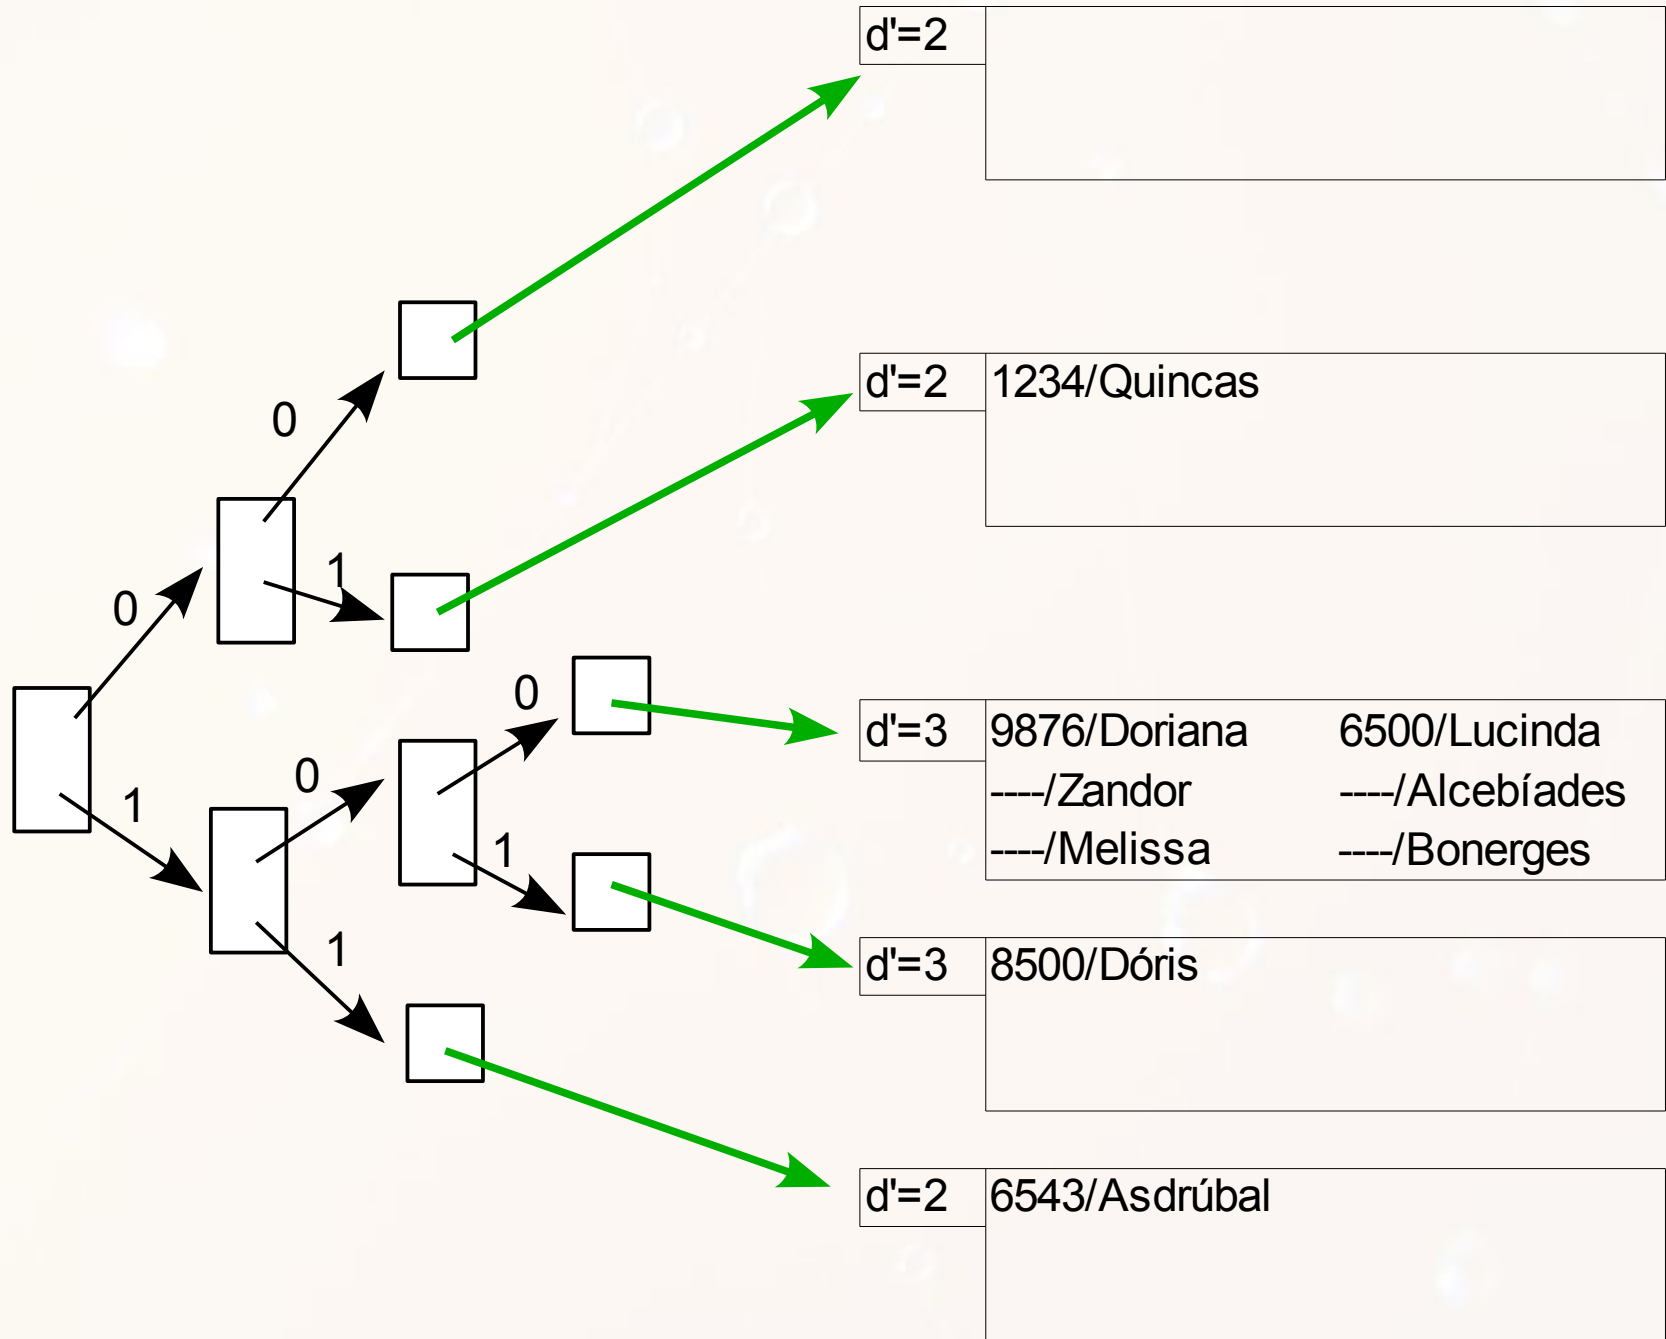 d'=2
0
d'=2 1234/Quincas
1
0
0
d'=3 9876/Doriana 6500/Lucinda
----/Zandor ----/Alcebíades
----/Melissa ----/Bonerges
0
1
1
1
d'=3 8500/Dóris
d'=2 6543/Asdrúbal